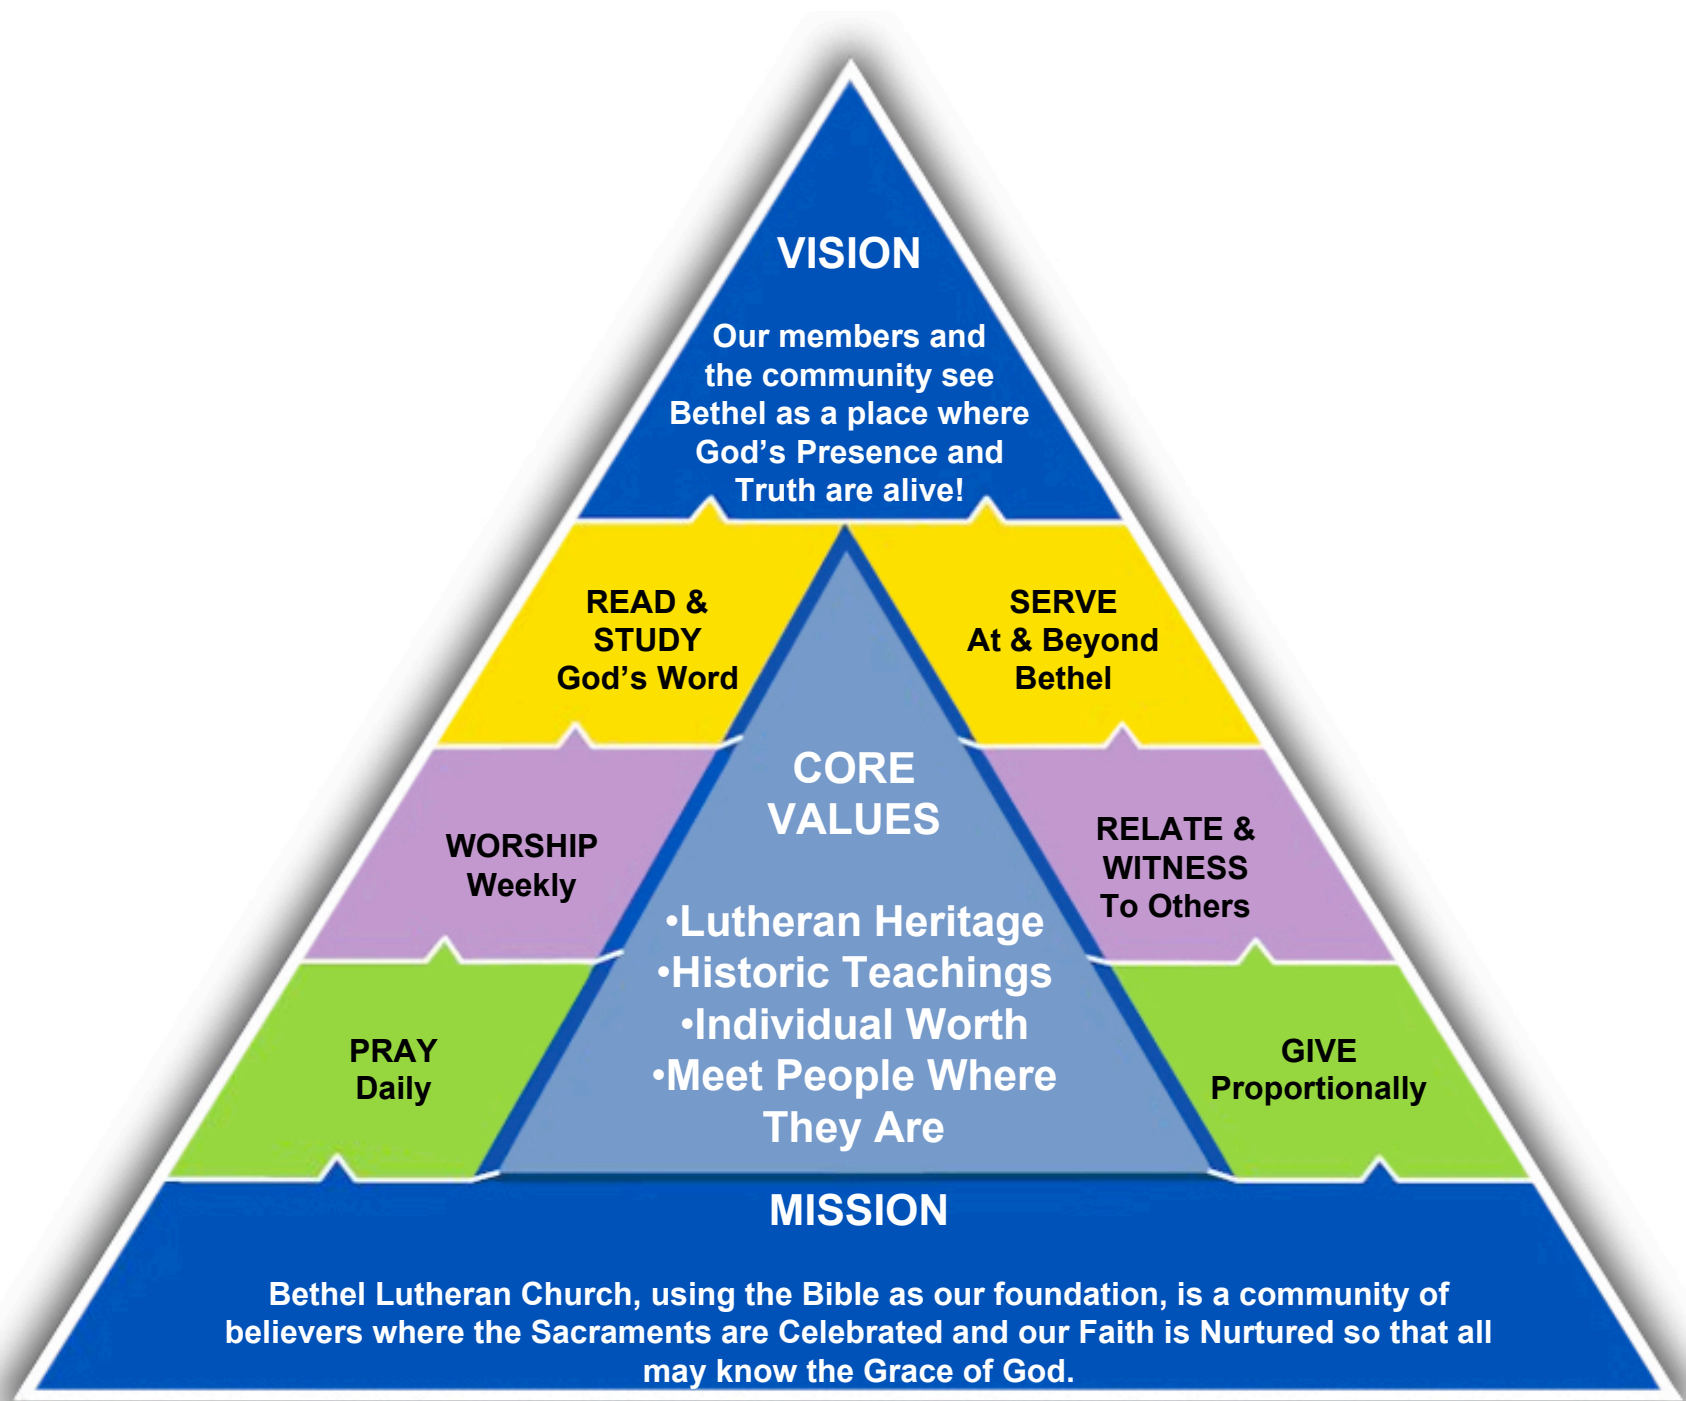 VISION
Our members and
the community see
Bethel as a place where
God’s Presence and
Truth are alive!
READ &
STUDY
God’s Word
SERVE
At & Beyond
Bethel
WORSHIP
Weekly
CORE
VALUES
•Lutheran Heritage
•Historic Teachings
•Individual Worth
•Meet People Where
They Are
RELATE &
WITNESS
To Others
PRAY
Daily
GIVE
Proportionally
MISSION
Bethel Lutheran Church, using the Bible as our foundation, is a community of
believers where the Sacraments are Celebrated and our Faith is Nurtured so that all
may know the Grace of God.